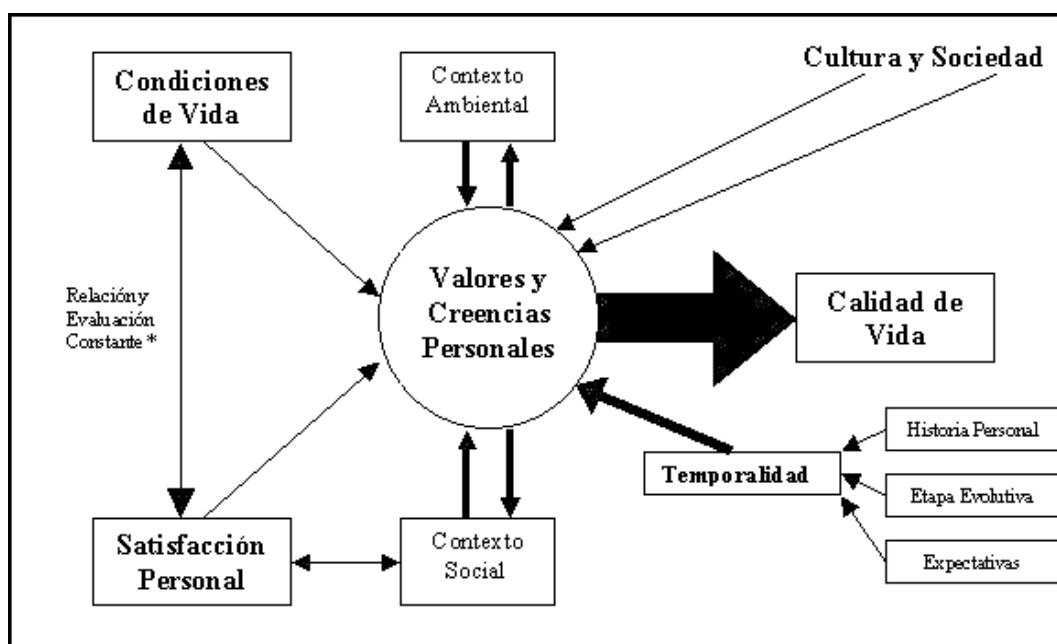 Condiciones
de Vida
Contexto
Ambiental
Cultura y Sociedad
Relación y
Evaluación
Constante *
Valores y
Creencias
Personales
Calidad de
Vida
Historia Personal
Temporalidad
Etapa Evolutiva
Expectativas
Satisfacción
Personal
Contexto
Social